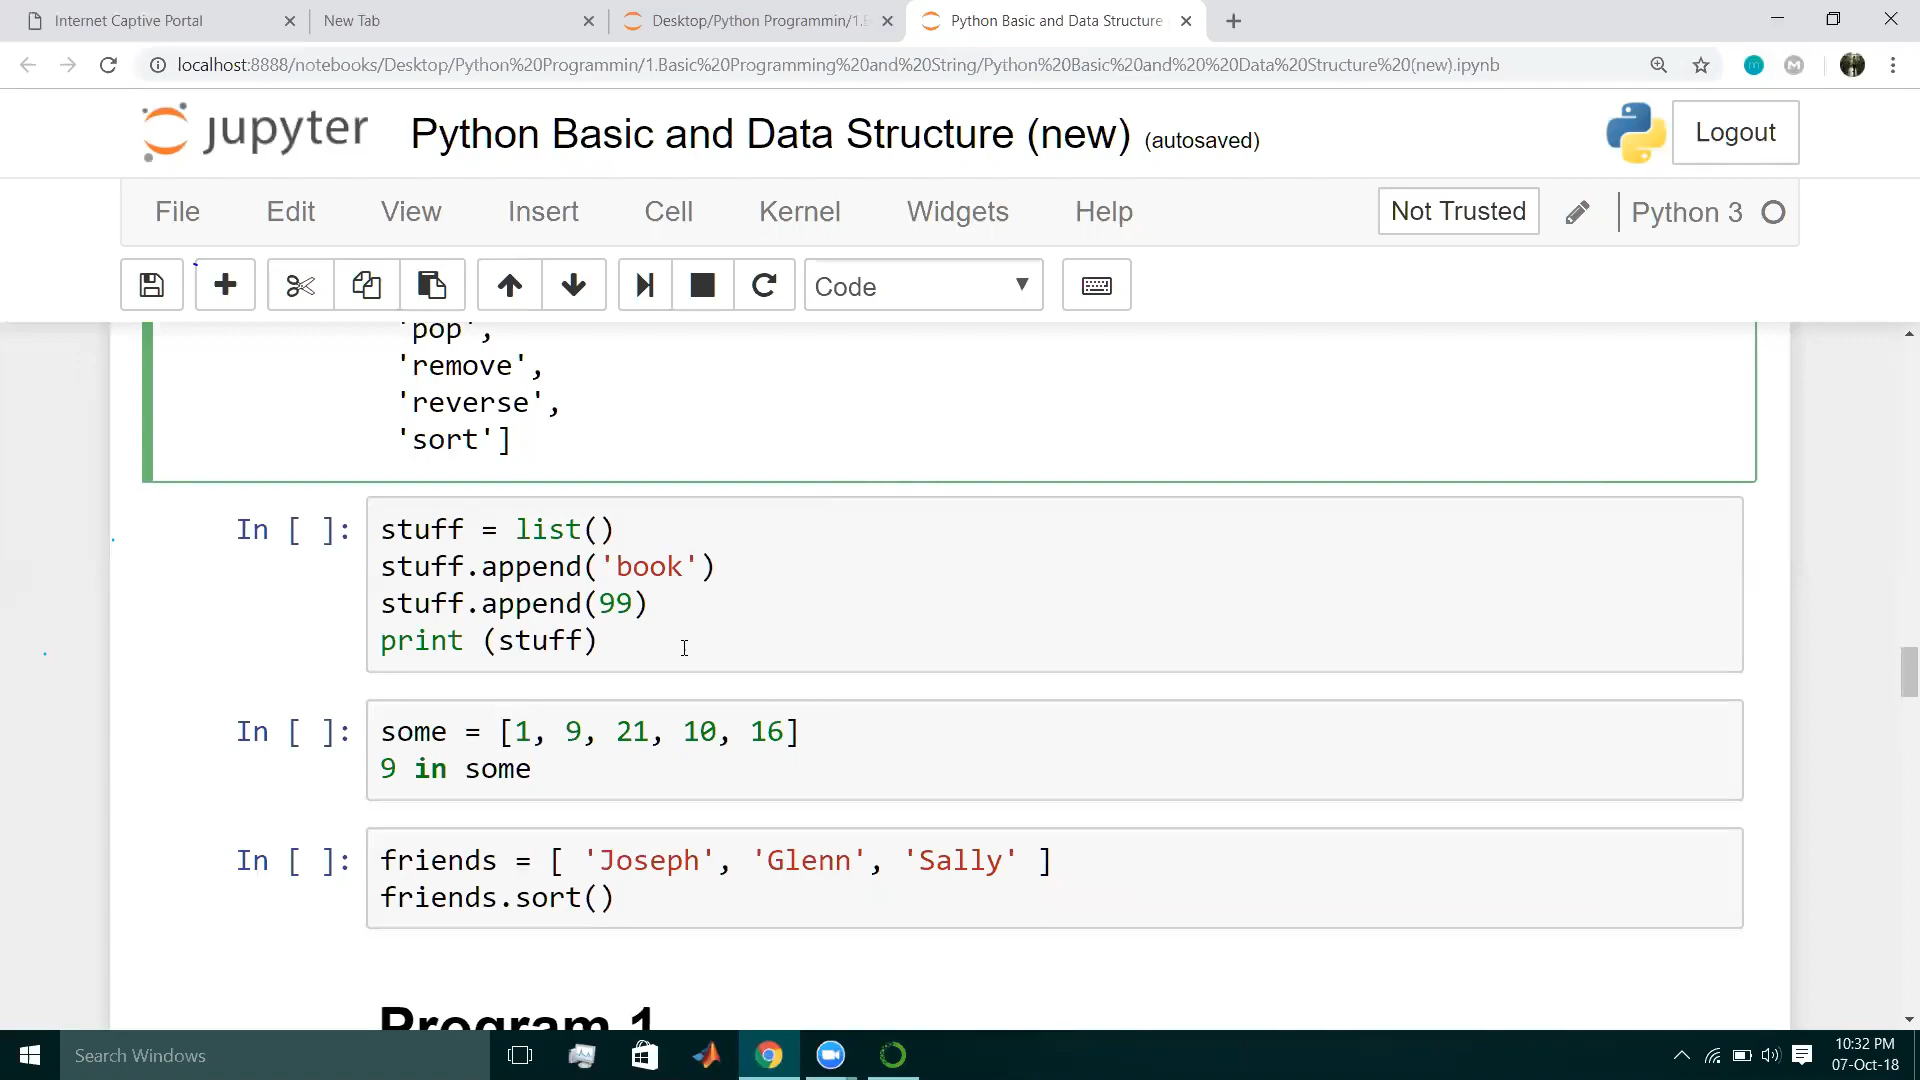 Internet Captive Portal
New Tab
Desktop/Python Programmin/1.B
Python Basic and Data Structure
localhost:8888/notebooks/Desktop/Python%20Programmin/1.Basic%20Programming%20and%20String/Python%20Basic%20and%20%20Data%20Structure%20(new).ipynb
jupyter
Python Basic and Data Structure (new) (autosaved)
Logout
File Edit View Insert Cell Kernel Widgets Help
Not Trusted
Python 3
Code
'pop',
'remove',
'reverse',
'sort']
In [ ]: stuff = list()
stuff.append('book')
stuff.append(99)
print (stuff)
In [ ]: some = [1, 9, 21, 10, 16]
9 in some
In [ ]: friends = [ 'Joseph', 'Glenn', 'Sally' ]
friends.sort()
Program 1
Search Windows
10:32 PM
07-Oct-18